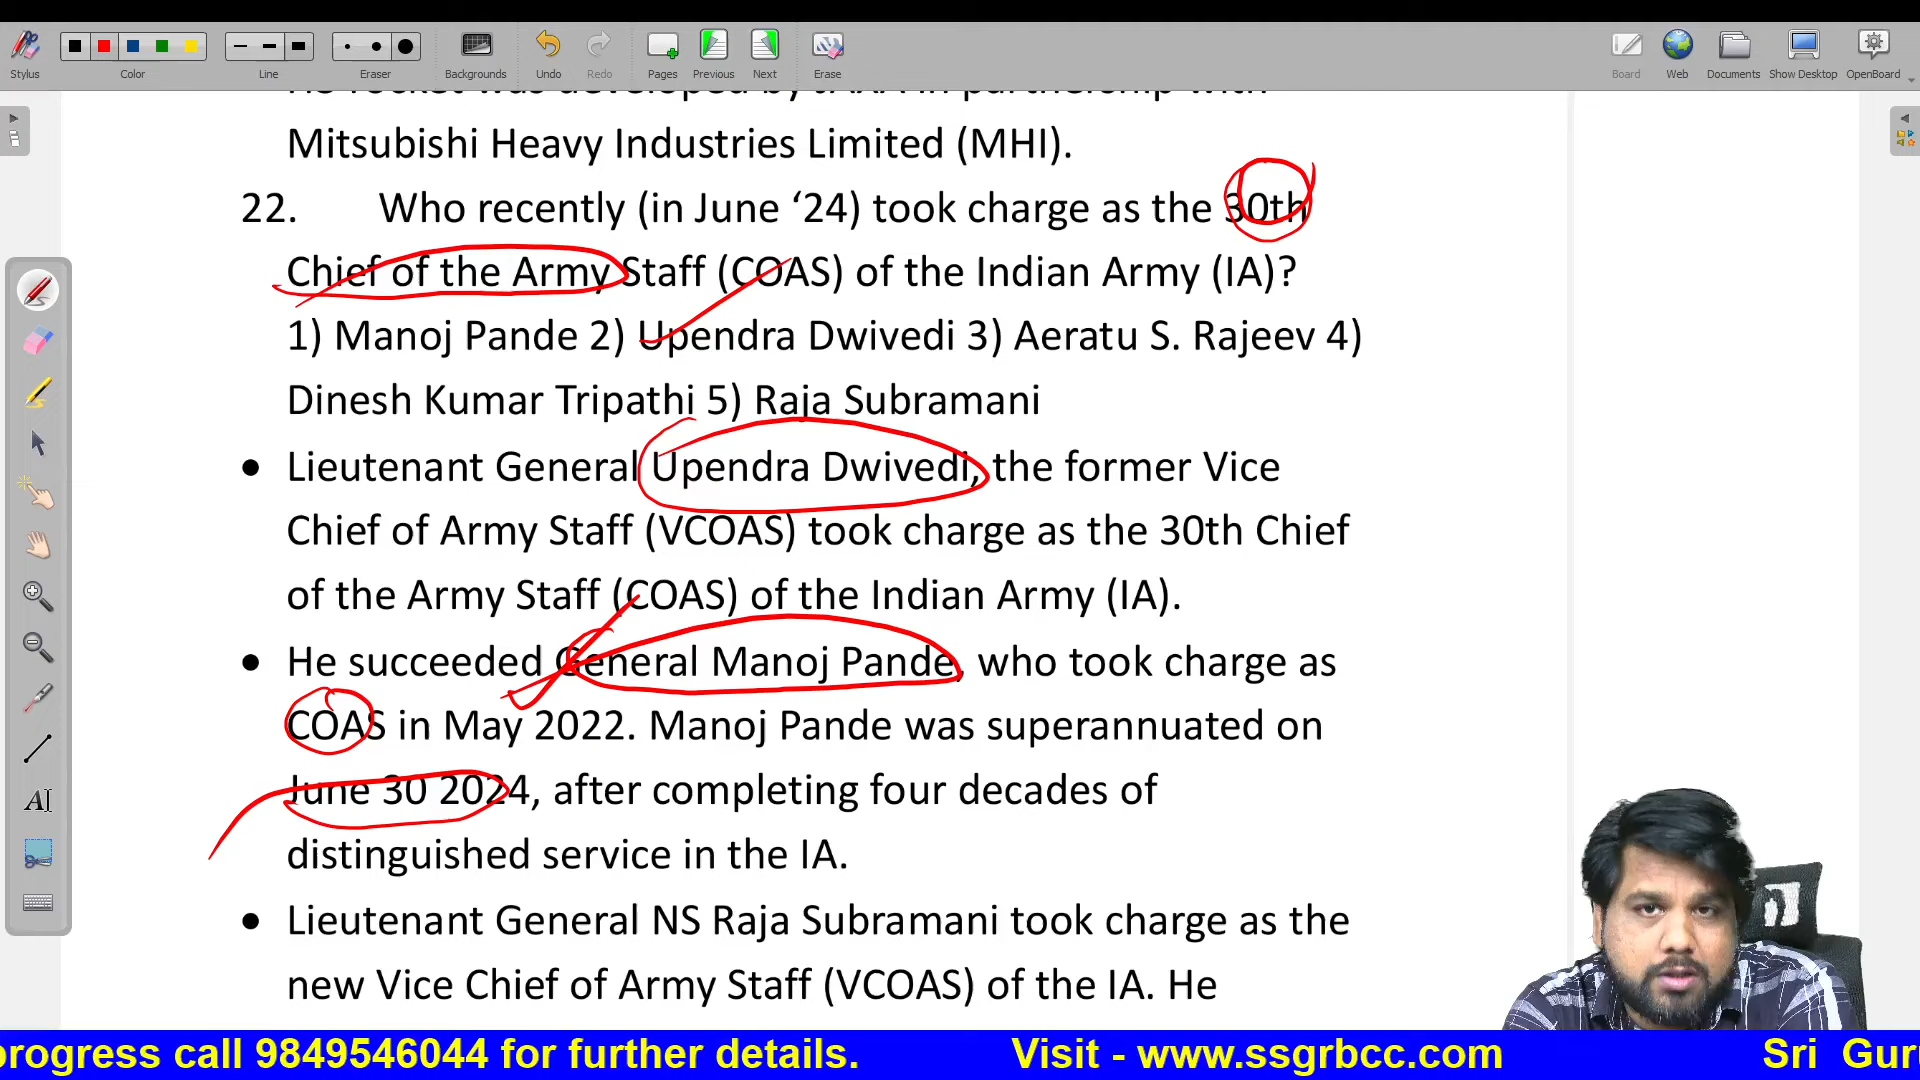 Stylus
Color
Line
Eraser
Backgrounds
Undo
Redo
Pages
Previous
Next
Erase
Board
Web
Documents
Show Desktop
OpenBoard
Mitsubishi Heavy Industries Limited (MHI).
22. Who recently (in June ‘24) took charge as the 30th
Chief of the Army Staff (COAS) of the Indian Army (IA)?
1) Manoj Pande 2) Upendra Dwivedi 3) Aeratu S. Rajeev 4)
Dinesh Kumar Tripathi 5) Raja Subramani
● Lieutenant General Upendra Dwivedi, the former Vice
Chief of Army Staff (VCOAS) took charge as the 30th Chief
of the Army Staff (COAS) of the Indian Army (IA).
● He succeeded General Manoj Pande, who took charge as
COAS in May 2022. Manoj Pande was superannuated on
June 30 2024, after completing four decades of
distinguished service in the IA.
● Lieutenant General NS Raja Subramani took charge as the
new Vice Chief of Army Staff (VCOAS) of the IA. He
progress call 9849546044 for further details. Visit - www.ssgrbcc.com Sri